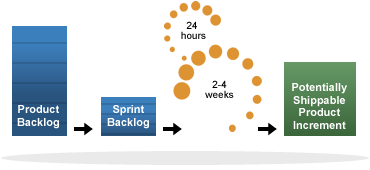 Product
Backlog
Sprint
Backlog
24
hours
2-4
weeks
Potentially
Shippable
Product
Increment